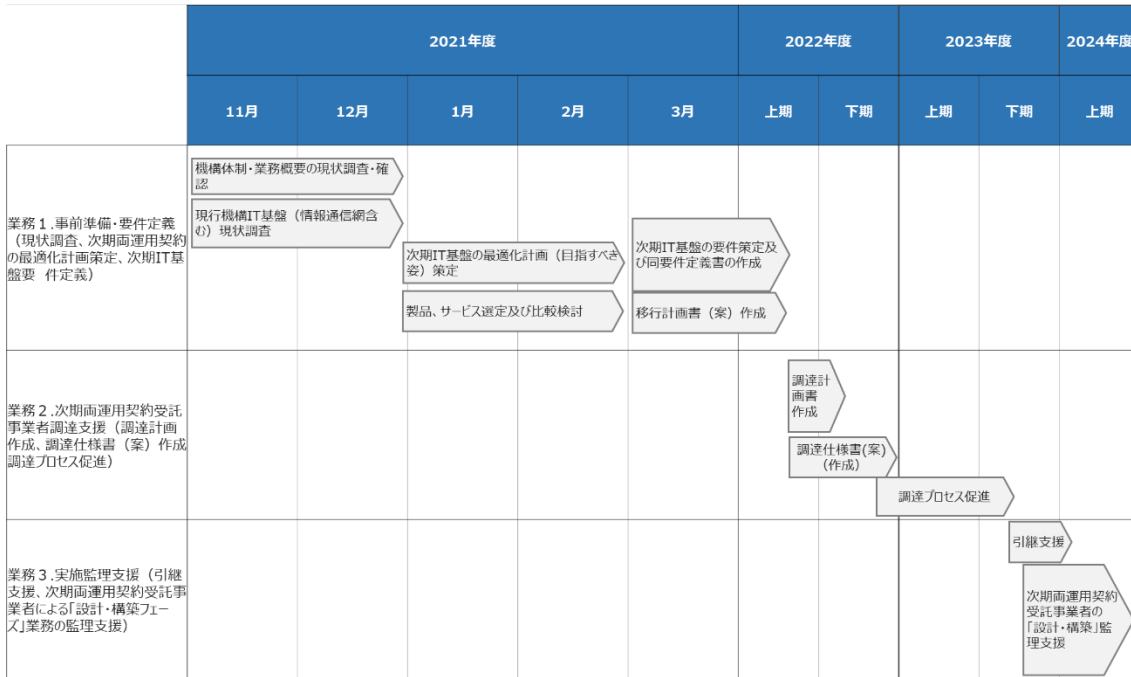 2021年度
2022年度
2023年度
2024年度
11月
12月
1月
2月
3月
上期
下期
上期
下期
上期
業務１.事前準備・要件定義
（現状調査、次期両運用契約
の最適化計画策定、次期IT基
盤要　件定義）
機構体制・業務概要の現状調査・確
認
現行機構IT基盤（情報通信網含
む）現状調査
次期IT基盤の最適化計画（目指すべき
姿）策定
製品、サービス選定及び比較検討
次期IT基盤の要件策定及
び同要件定義書の作成
移行計画書（案）作成
業務２.次期両運用契約受託
事業者調達支援（調達計画
作成、調達仕様書（案）作成
調達プロセス促進）
調達計
画書
作成
調達仕様書(案)
(作成）
調達プロセス促進
業務３.実施監理支援（引継
支援、次期両運用契約受託事
業者による｢設計・構築フェー
ズ｣業務の監理支援）
引継支援
次期両運用契約
受託事業者の
｢設計・構築｣監
理支援